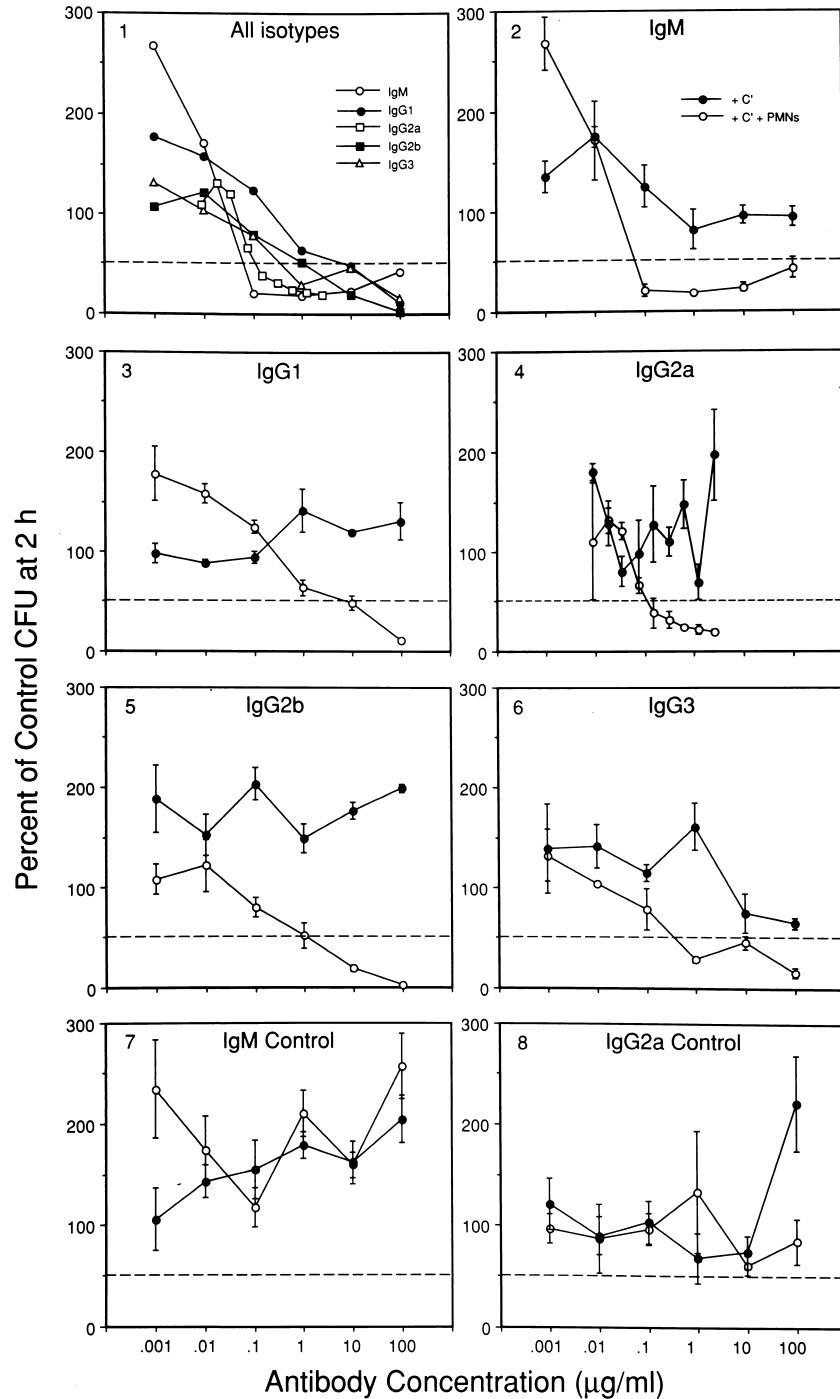 1 All isotypes
300
200
100
0
IgM
IgG1
IgG2a
IgG2b
IgG3
2 IgM
300
200
100
0
+ C'
+ C' + PMNs
3 IgG1
300
200
100
0
4 IgG2a
300
200
100
0
5 IgG2b
300
200
100
0
6 IgG3
300
200
100
0
7 IgM Control
300
200
100
0
.001 .01 .1 1 10 100
8 IgG2a Control
300
200
100
0
.001 .01 .1 1 10 100
Percent of Control CFU at 2 h
Antibody Concentration (μg/ml)